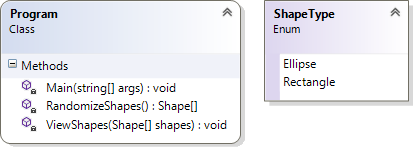 Program
Class
Methods
Main(string[] args) : void
RandomizeShapes() : Shape[]
ViewShapes(Shape[] shapes) : void
ShapeType
Enum
Ellipse
Rectangle